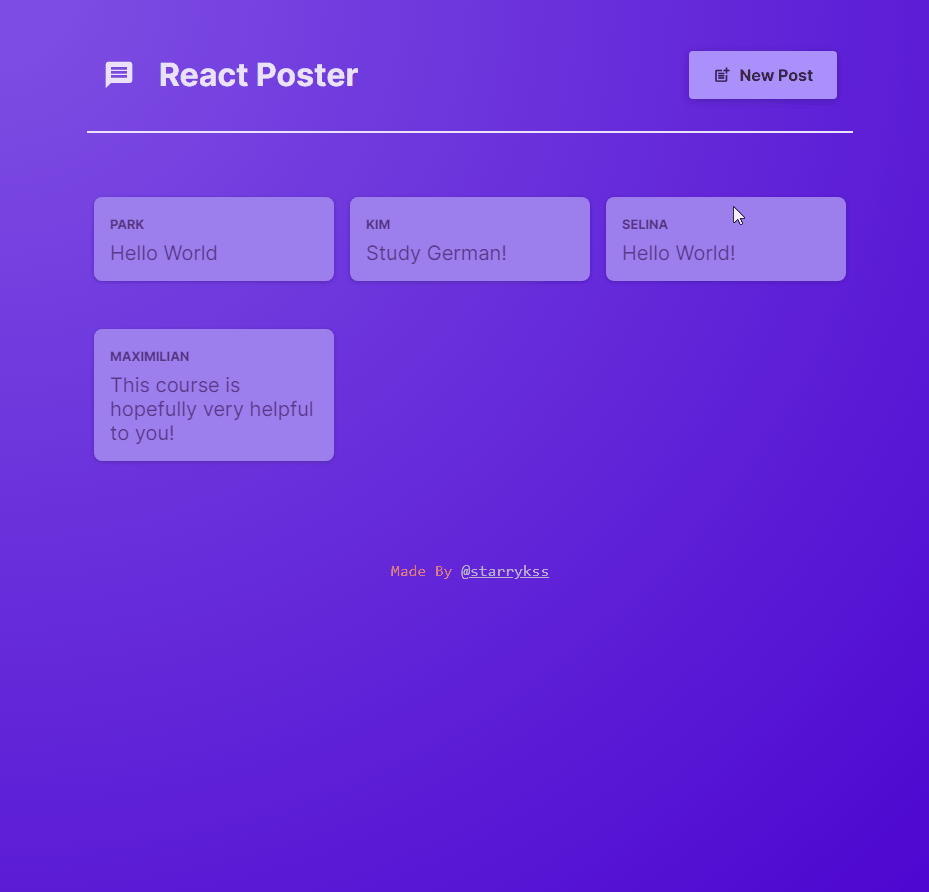 React Poster
New Post
PARK
Hello World
KIM
Study German!
SELINA
Hello World!
MAXIMILIAN
This course is
hopefully very helpful
to you!
Made By @starrykss